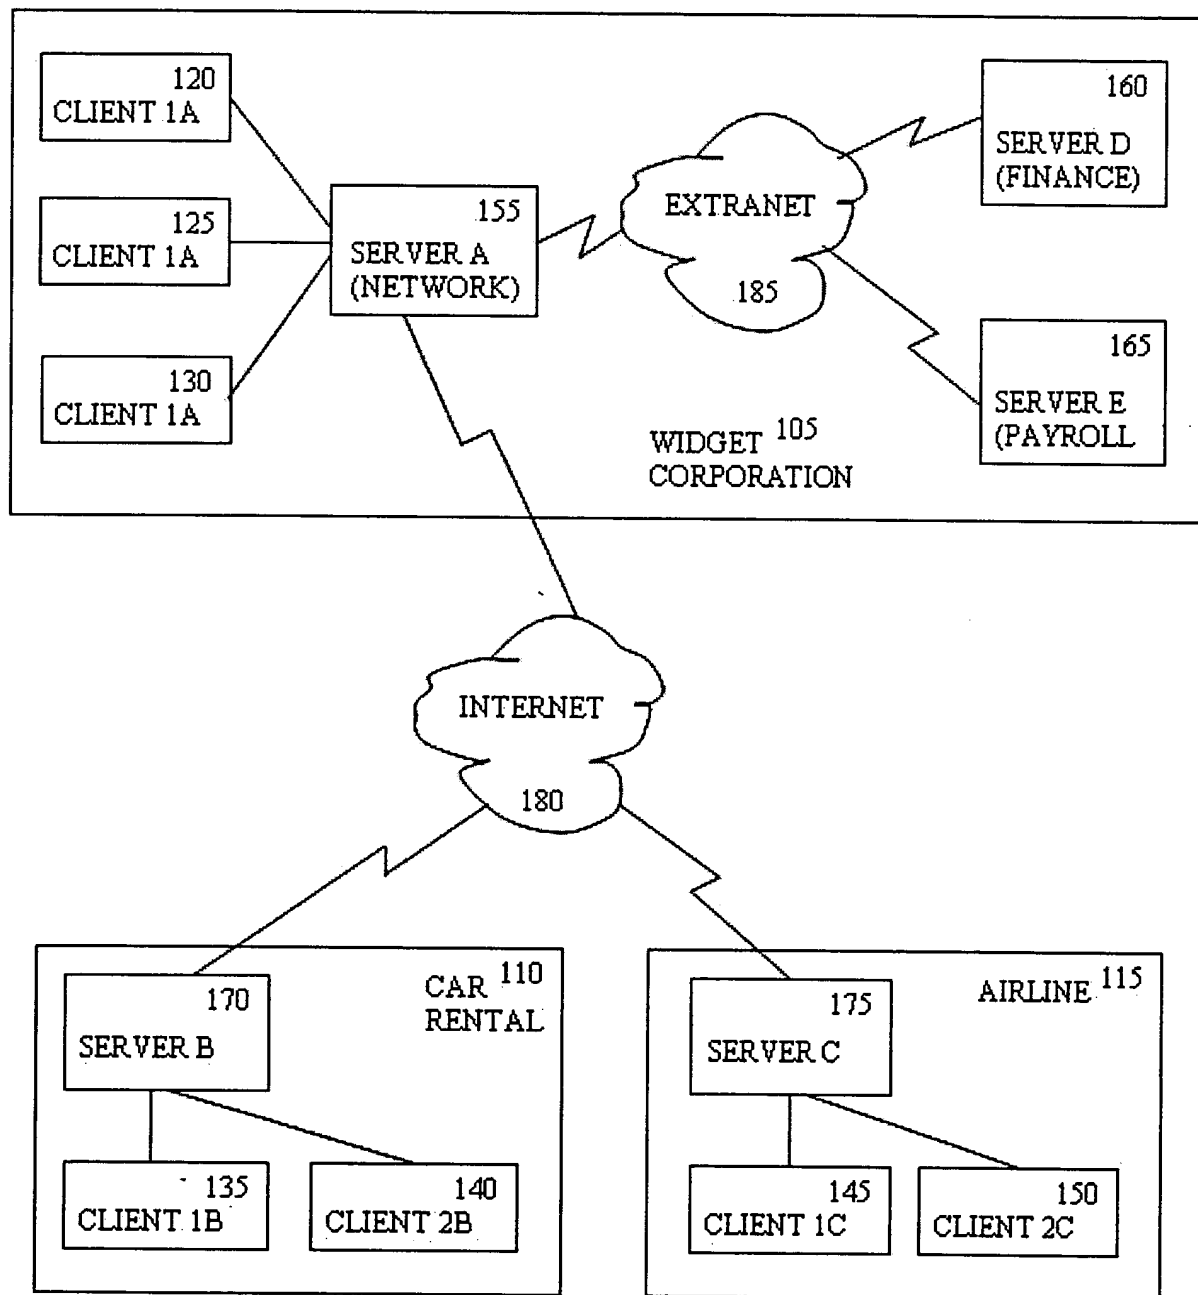 120
CLIENT 1A
125
CLIENT 1A
130
CLIENT 1A
155
SERVER A
(NETWORK)
EXTRANET
185
160
SERVER D
(FINANCE)
165
SERVER E
(PAYROLL
WIDGET 105
CORPORATION
INTERNET
180
170
SERVER B
CAR 110
RENTAL
135
CLIENT 1B
140
CLIENT 2B
175
SERVER C
AIRLINE 115
145
CLIENT 1C
150
CLIENT 2C